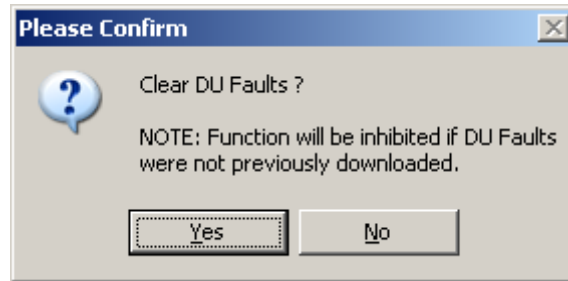 Please Confirm
Clear DU Faults ?
NOTE: Function will be inhibited if DU Faults
were not previously downloaded.
Yes
No